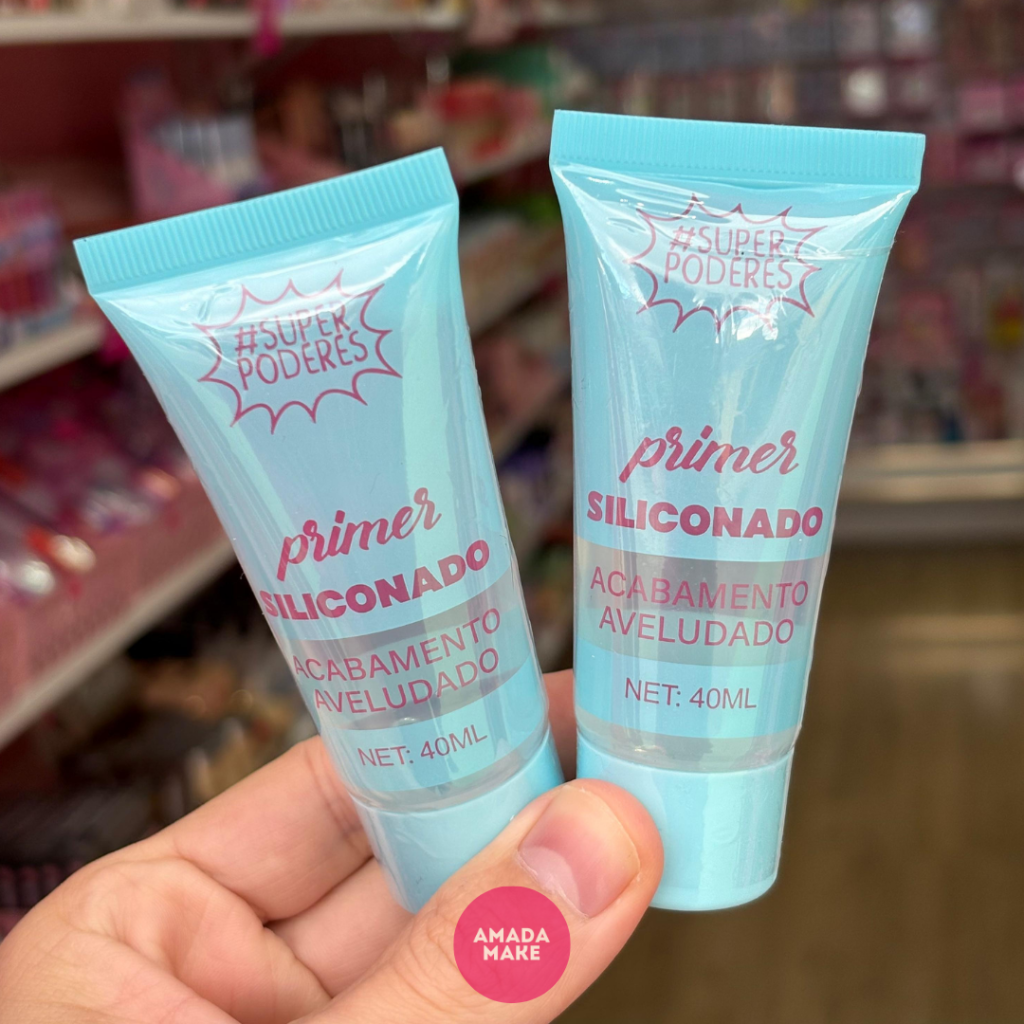 #SUPER
PODERES
primer
SILICONADO
ACABAMENTO
AVELUDADO
NET: 40ML
#SUPER
PODERES
primer
SILICONADO
ACABAMENTO
AVELUDADO
NET: 40ML
AMADA
MAKE